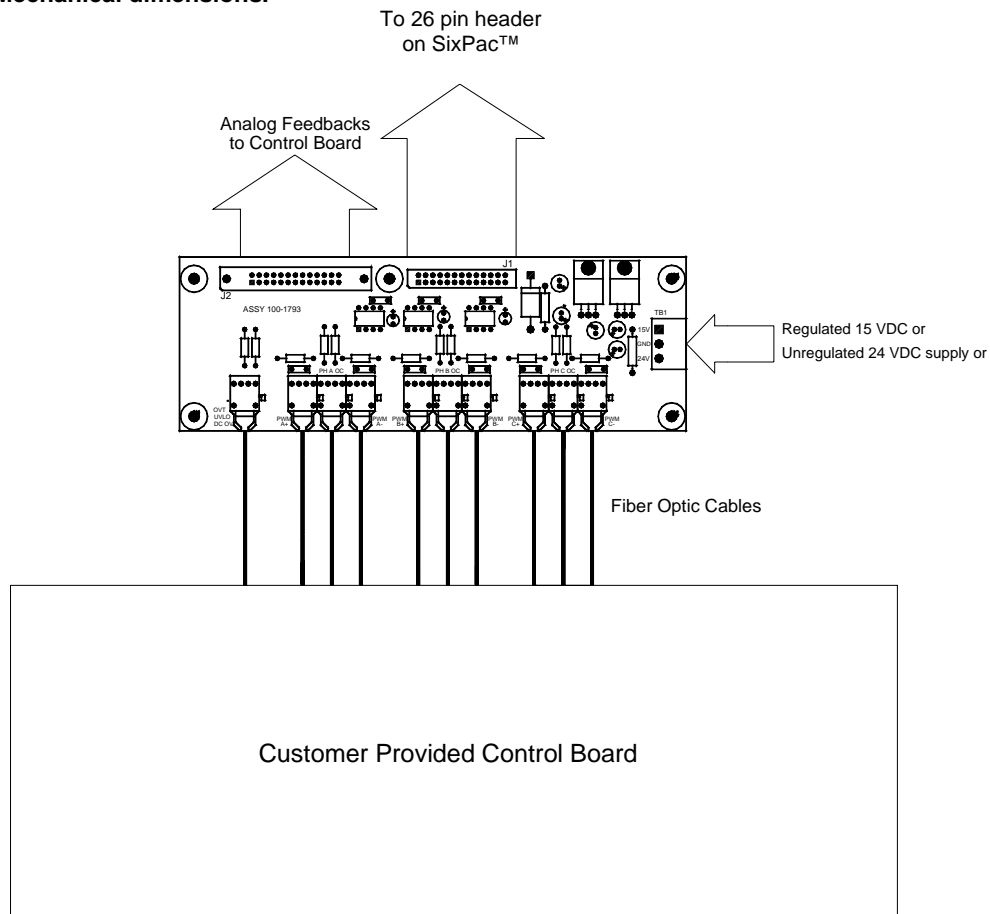 Mechanical dimensions.
To 26 pin header
on SixPac™
Analog Feedbacks
to Control Board
J1
J2
ASSY 100-1793
TB1
15V
GND
24V
Regulated 15 VDC or
Unregulated 24 VDC supply or
PH A OC
PH B OC
PH C OC
OVT
UVLO
DC OV
PWM
A+
PWM
A-
PWM
B+
PWM
B-
PWM
C+
PWM
C-
Fiber Optic Cables
Customer Provided Control Board